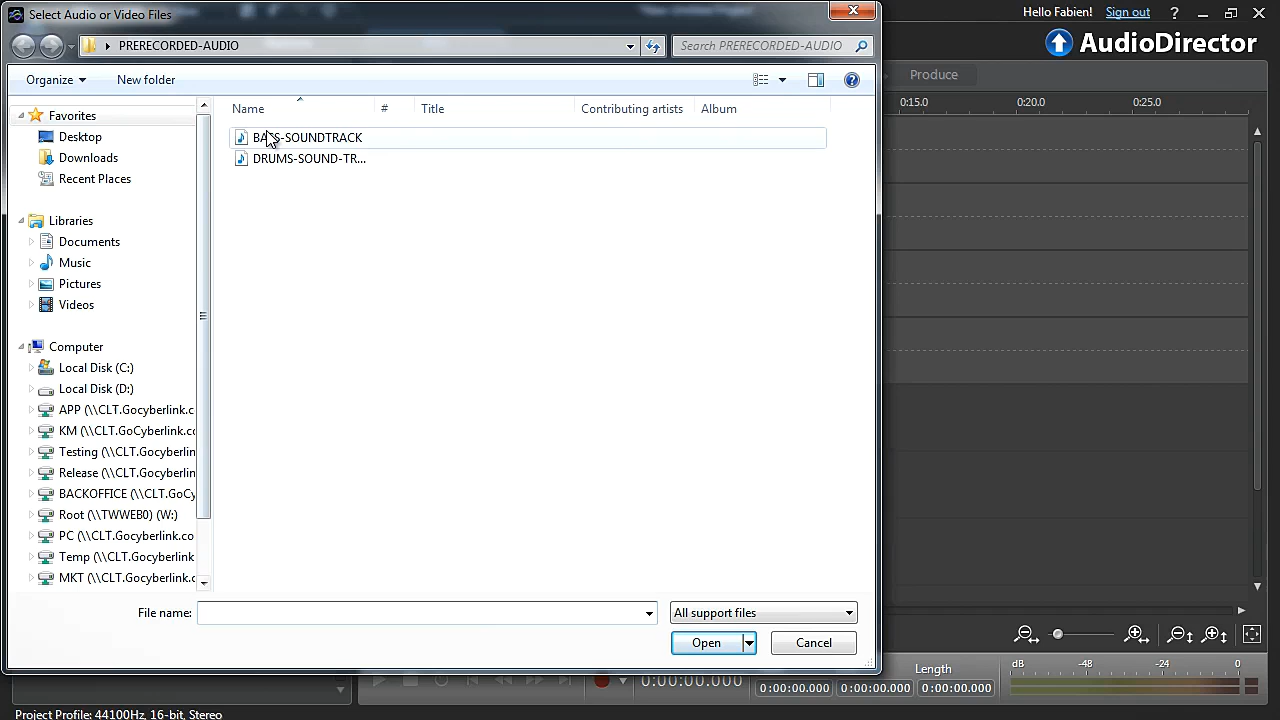 Select Audio or Video Files
Hello Fabien! Sign out ?
PRERECORDED-AUDIO
Search PRERECORDED-AUDIO
AudioDirector
Organize
New folder
Produce
Name
#
Title
Contributing artists
Album
0:15.0
0:20.0
0:25.0
Favorites
Desktop
Downloads
Recent Places
Libraries
Documents
Music
Pictures
Videos
Computer
Local Disk (C:)
Local Disk (D:)
APP (\\CLT.Gocyberlink.c
KM (\\CLT.GoCyberlink.co
Testing (\\CLT.Gocyberlin
Release (\\CLT.Gocyberlin
BACKOFFICE (\\CLT.GoCy
Root (\\TWWEB0) (W:)
PC (\\CLT.Gocyberlink.co
Temp (\\CLT.Gocyberlink
MKT (\\CLT.Gocyberlink.c
BASS-SOUNDTRACK
DRUMS-SOUND-TR...
File name:
All support files
Open
Cancel
Length
0:00:00.000
0:00:00.000
0:00:00.000
0:00:00.000
dB
-48
-24
0
Project Profile: 44100Hz, 16-bit, Stereo